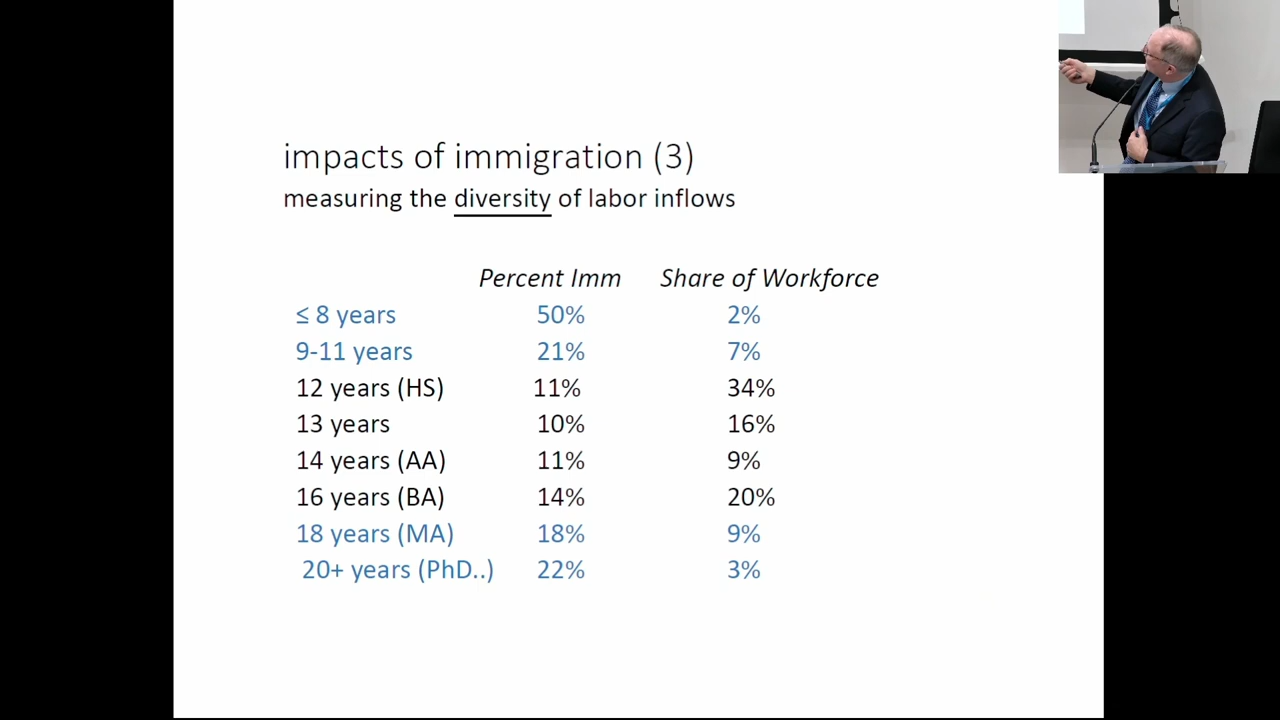 impacts of immigration (3)
measuring the diversity of labor inflows
Percent Imm Share of Workforce
≤ 8 years 50% 2%
9-11 years 21% 7%
12 years (HS) 11% 34%
13 years 10% 16%
14 years (AA) 11% 9%
16 years (BA) 14% 20%
18 years (MA) 18% 9%
20+ years (PhD..) 22% 3%